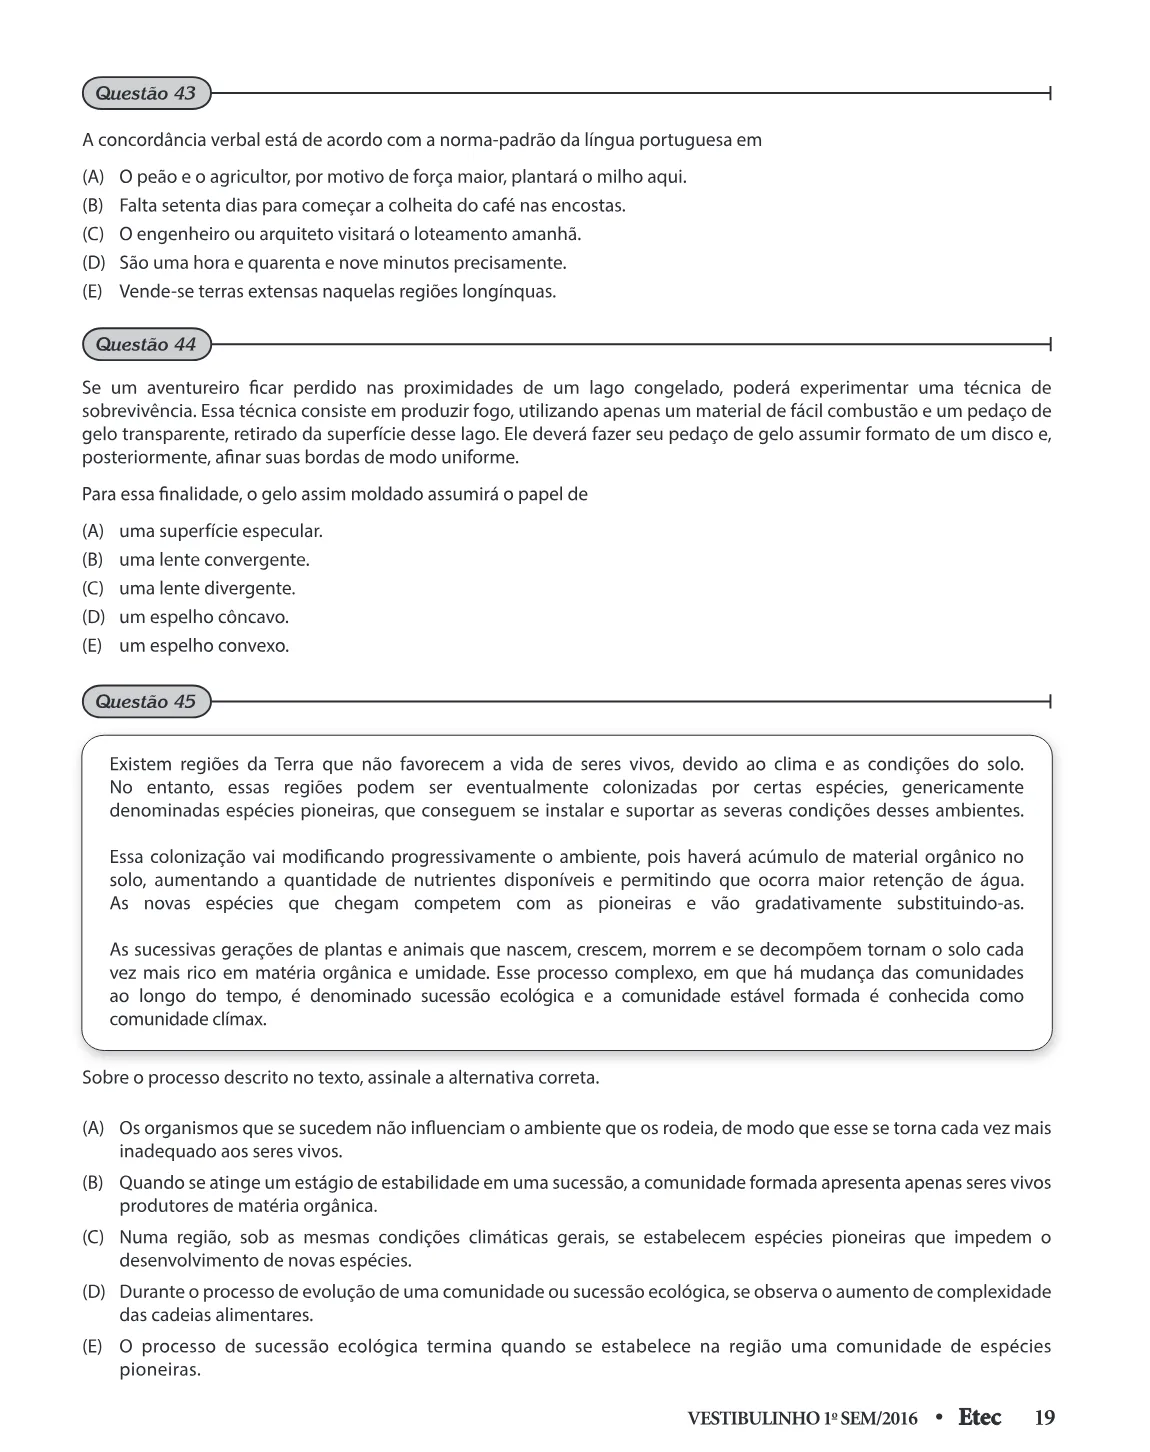 Questão 43
A concordância verbal está de acordo com a norma-padrão da língua portuguesa em
(A) O peão e o agricultor, por motivo de força maior, plantará o milho aqui.
(B) Falta setenta dias para começar a colheita do café nas encostas.
(C) O engenheiro ou arquiteto visitará o loteamento amanhã.
(D) São uma hora e quarenta e nove minutos precisamente.
(E) Vende-se terras extensas naquelas regiões longínquas.
Questão 44
Se um aventureiro ficar perdido nas proximidades de um lago congelado, poderá experimentar uma técnica de
sobrevivência. Essa técnica consiste em produzir fogo, utilizando apenas um material de fácil combustão e um pedaço de
gelo transparente, retirado da superfície desse lago. Ele deverá fazer seu pedaço de gelo assumir formato de um disco e,
posteriormente, afinar suas bordas de modo uniforme.
Para essa finalidade, o gelo assim moldado assumirá o papel de
(A) uma superfície especular.
(B) uma lente convergente.
(C) uma lente divergente.
(D) um espelho côncavo.
(E) um espelho convexo.
Questão 45
Existem regiões da Terra que não favorecem a vida de seres vivos, devido ao clima e as condições do solo.
No entanto, essas regiões podem ser eventualmente colonizadas por certas espécies, genericamente
denominadas espécies pioneiras, que conseguem se instalar e suportar as severas condições desses ambientes.
Essa colonização vai modificando progressivamente o ambiente, pois haverá acúmulo de material orgânico no
solo, aumentando a quantidade de nutrientes disponíveis e permitindo que ocorra maior retenção de água.
As novas espécies que chegam competem com as pioneiras e vão gradativamente substituindo-as.
As sucessivas gerações de plantas e animais que nascem, crescem, morrem e se decompõem tornam o solo cada
vez mais rico em matéria orgânica e umidade. Esse processo complexo, em que há mudança das comunidades
ao longo do tempo, é denominado sucessão ecológica e a comunidade estável formada é conhecida como
comunidade clímax.
Sobre o processo descrito no texto, assinale a alternativa correta.
(A) Os organismos que se sucedem não influenciam o ambiente que os rodeia, de modo que esse se torna cada vez mais
inadequado aos seres vivos.
(B) Quando se atinge um estágio de estabilidade em uma sucessão, a comunidade formada apresenta apenas seres vivos
produtores de matéria orgânica.
(C) Numa região, sob as mesmas condições climáticas gerais, se estabelecem espécies pioneiras que impedem o
desenvolvimento de novas espécies.
(D) Durante o processo de evolução de uma comunidade ou sucessão ecológica, se observa o aumento de complexidade
das cadeias alimentares.
(E) O processo de sucessão ecológica termina quando se estabelece na região uma comunidade de espécies
pioneiras.
VESTIBULINHO 1º SEM/2016 • Etec 19